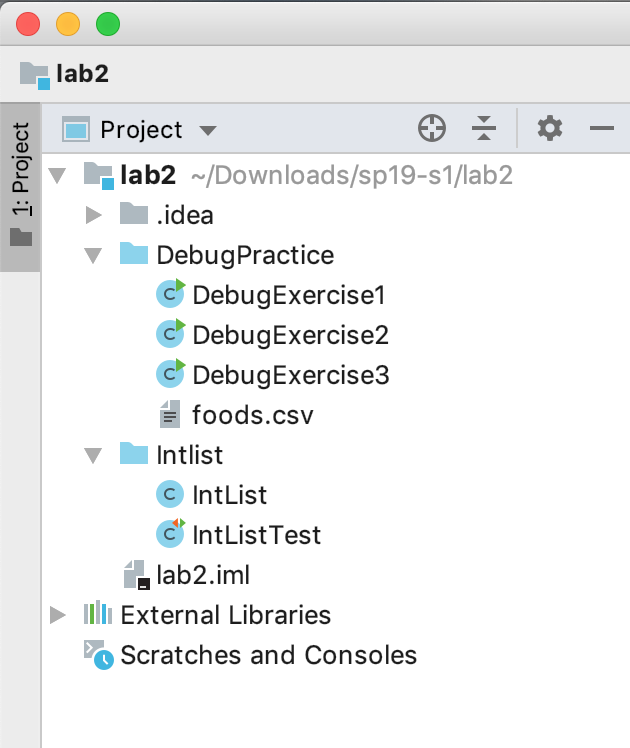 lab2
1: Project
Project
lab2 ~/Downloads/sp19-s1/lab2
.idea
DebugPractice
DebugExercise1
DebugExercise2
DebugExercise3
foods.csv
Intlist
IntList
IntListTest
lab2.iml
External Libraries
Scratches and Consoles